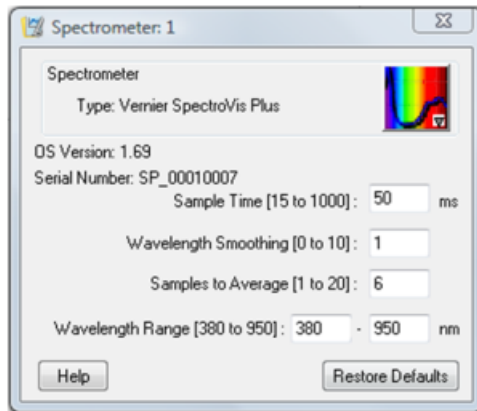 Spectrometer: 1
Spectrometer
Type: Vernier SpectroVis Plus
OS Version: 1.69
Serial Number: SP_00010007
Sample Time [15 to 1000] : 50 ms
Wavelength Smoothing [0 to 10] : 1
Samples to Average [1 to 20] : 6
Wavelength Range [380 to 950] : 380 - 950 nm
Help Restore Defaults